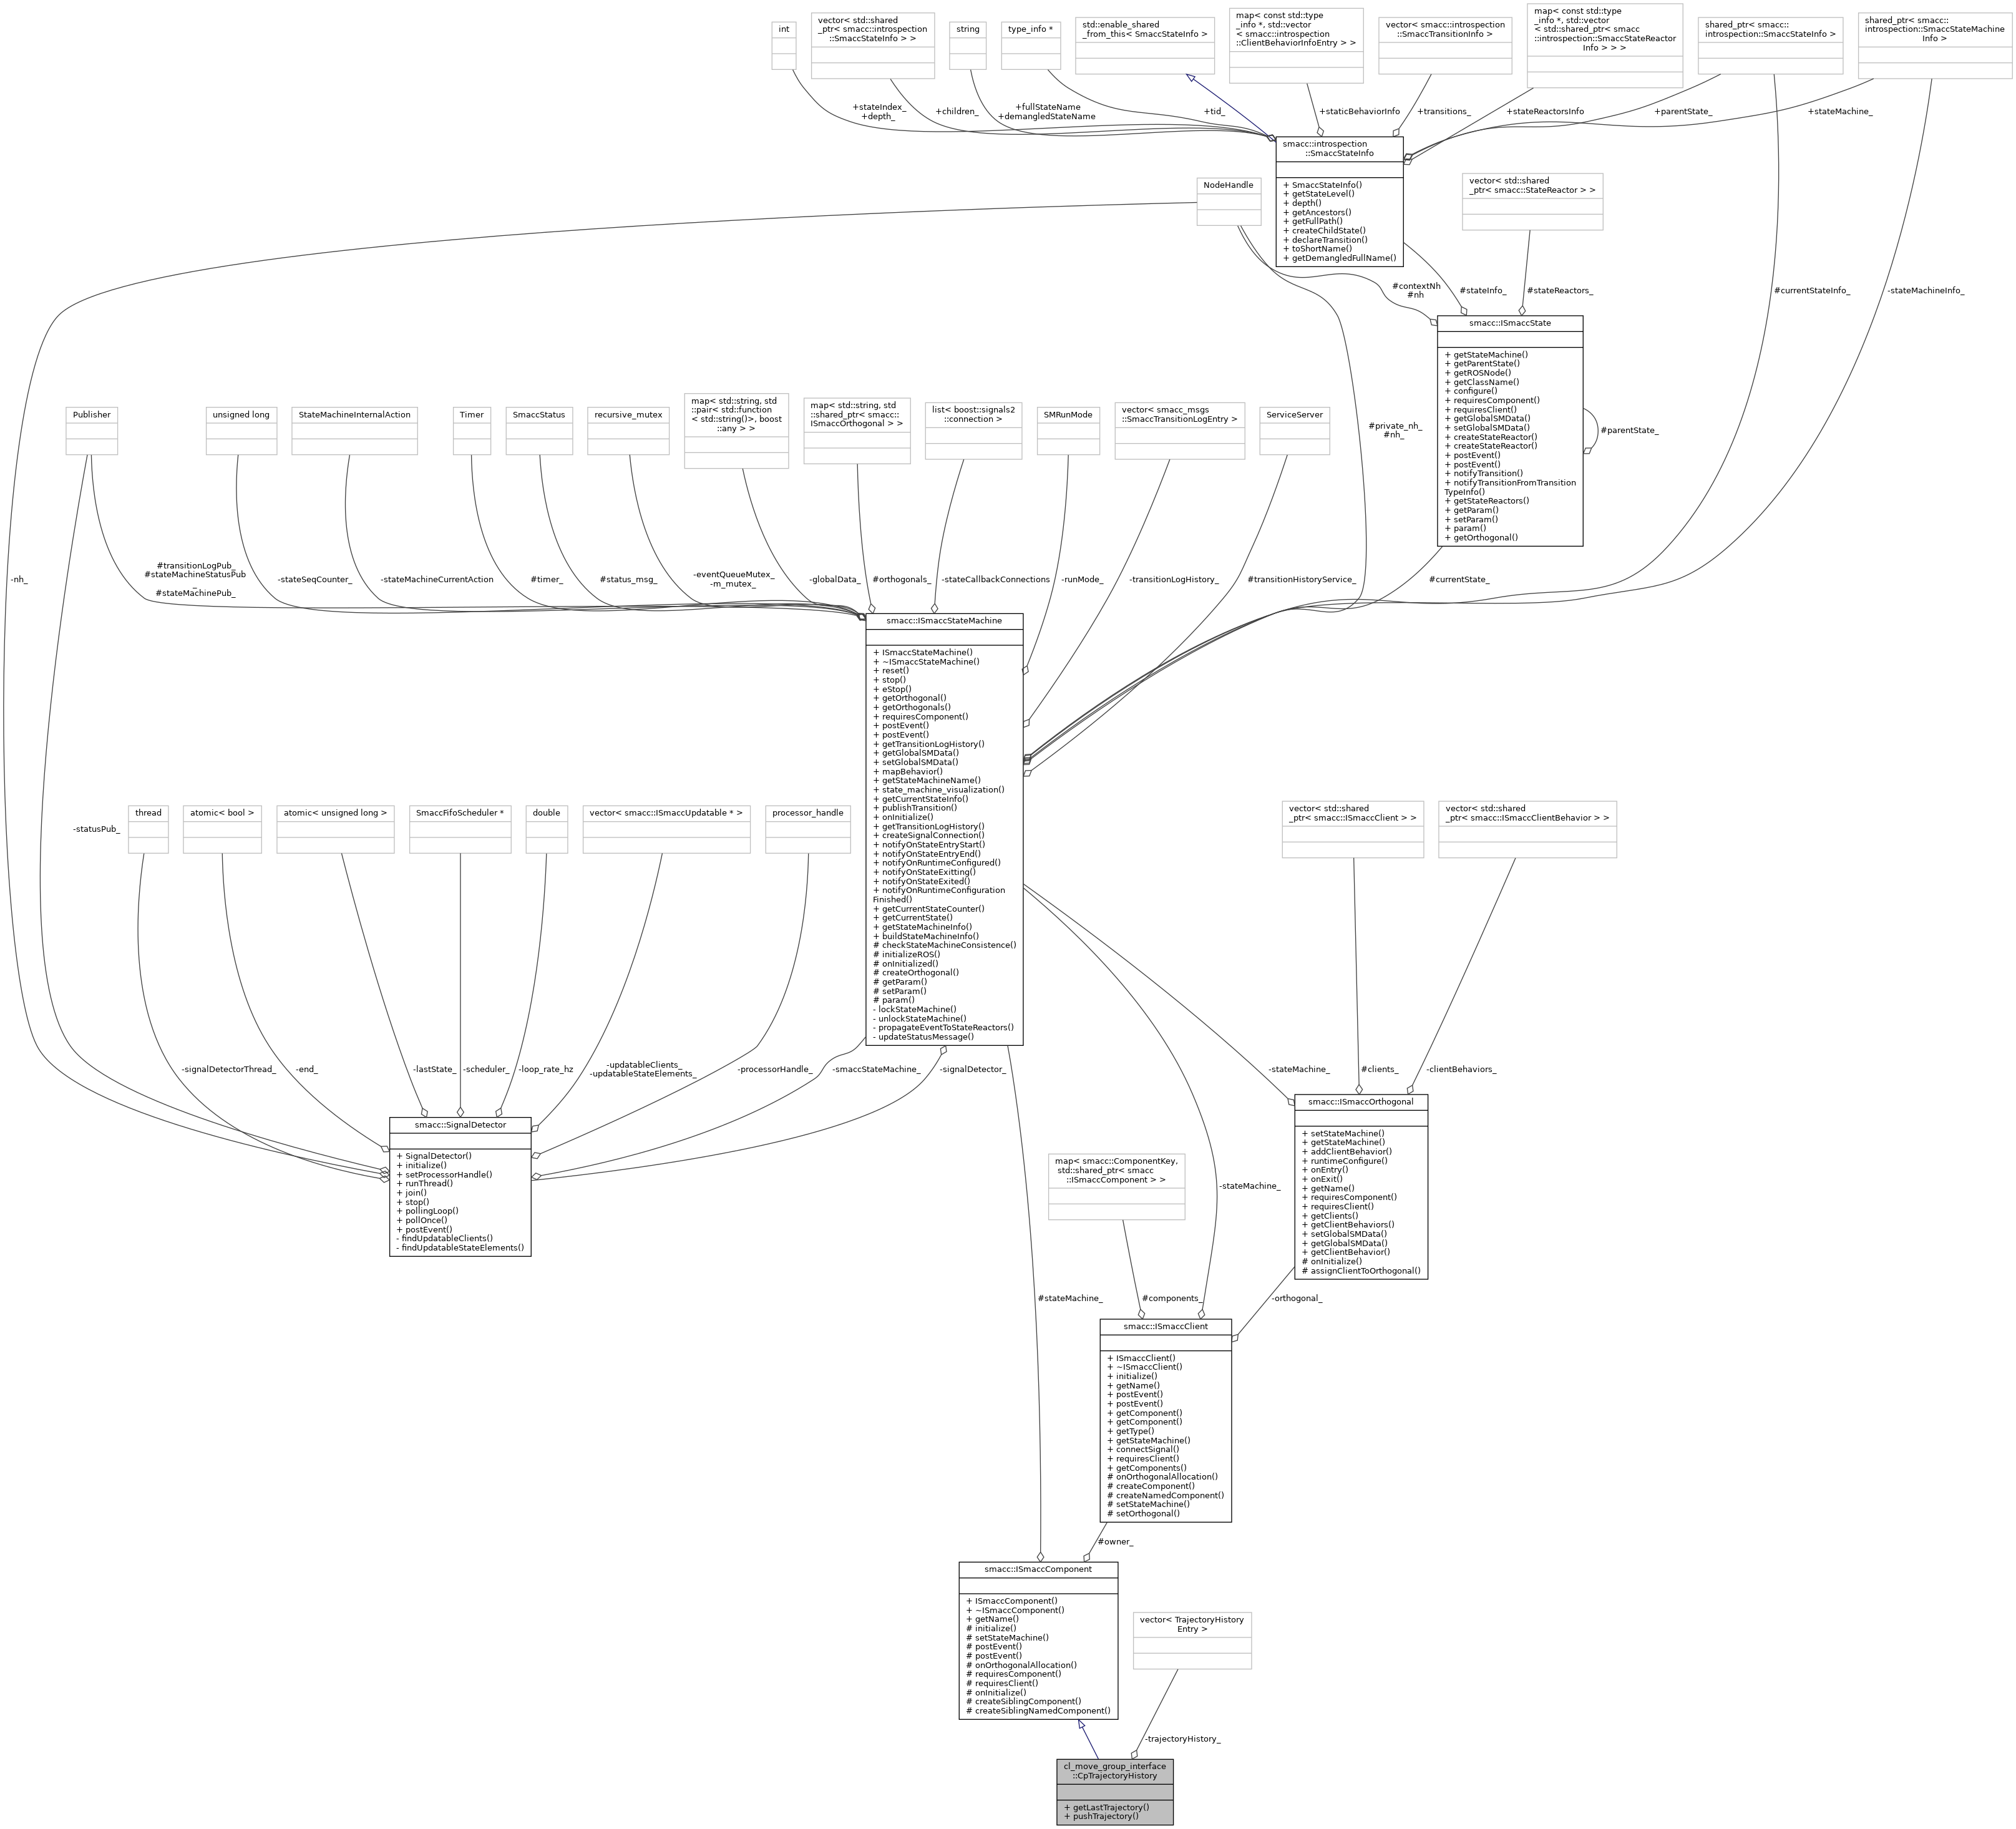 int
vector< std::shared
_ptr< smacc::introspection
::SmaccStateInfo > >
string
type_info *
std::enable_shared
_from_this< SmaccStateInfo >
map< const std::type
_info *, std::vector
< smacc::introspection
::ClientBehaviorInfoEntry > >
vector< smacc::introspection
::SmaccTransitionInfo >
map< const std::type
_info *, std::vector
< std::shared_ptr< smacc
::introspection::SmaccStateReactor
Info > > >
shared_ptr< smacc::
introspection::SmaccStateInfo >
shared_ptr< smacc::
introspection::SmaccStateMachine
Info >
+stateIndex_
+depth_
+children_
+fullStateName
+demangledStateName
+tid_
+staticBehaviorInfo
+transitions_
+stateReactorsInfo
+parentState_
+stateMachine_
smacc::introspection
::SmaccStateInfo
+ SmaccStateInfo()
+ getStateLevel()
+ depth()
+ getAncestors()
+ getFullPath()
+ createChildState()
+ declareTransition()
+ toShortName()
+ getDemangledFullName()
NodeHandle
vector< std::shared
_ptr< smacc::StateReactor > >
#contextNh
#nh
#stateInfo_
#stateReactors_
#currentStateInfo_
-stateMachineInfo_
smacc::ISmaccState
+ getStateMachine()
+ getParentState()
+ getROSNode()
+ getClassName()
+ configure()
+ requiresComponent()
+ requiresClient()
+ getGlobalSMData()
+ setGlobalSMData()
+ createStateReactor()
+ createStateReactor()
+ postEvent()
+ postEvent()
+ notifyTransition()
+ notifyTransitionFromTransition
TypeInfo()
+ getStateReactors()
+ getParam()
+ setParam()
+ param()
+ getOrthogonal()
#parentState_
Publisher
unsigned long
StateMachineInternalAction
Timer
SmaccStatus
recursive_mutex
map< std::string, std
::pair< std::function
< std::string()>, boost
::any > >
map< std::string, std
::shared_ptr< smacc::
ISmaccOrthogonal > >
list< boost::signals2
::connection >
SMRunMode
vector< smacc_msgs
::SmaccTransitionLogEntry >
ServiceServer
#private_nh_
#nh_
-nh_
#transitionLogPub_
#stateMachineStatusPub
_
#stateMachinePub_
-stateSeqCounter_
-stateMachineCurrentAction
#timer_
#status_msg_
-eventQueueMutex_
-m_mutex_
-globalData_
#orthogonals_
-stateCallbackConnections
-runMode_
-transitionLogHistory_
#transitionHistoryService_
#currentState_
smacc::ISmaccStateMachine
+ ISmaccStateMachine()
+ ~ISmaccStateMachine()
+ reset()
+ stop()
+ eStop()
+ getOrthogonal()
+ getOrthogonals()
+ requiresComponent()
+ postEvent()
+ postEvent()
+ getTransitionLogHistory()
+ getGlobalSMData()
+ setGlobalSMData()
+ mapBehavior()
+ getStateMachineName()
+ state_machine_visualization()
+ getCurrentStateInfo()
+ publishTransition()
+ onInitialize()
+ getTransitionLogHistory()
+ createSignalConnection()
+ notifyOnStateEntryStart()
+ notifyOnStateEntryEnd()
+ notifyOnRuntimeConfigured()
+ notifyOnStateExitting()
+ notifyOnStateExited()
+ notifyOnRuntimeConfiguration
Finished()
+ getCurrentStateCounter()
+ getCurrentState()
+ getStateMachineInfo()
+ buildStateMachineInfo()
# checkStateMachineConsistence()
# initializeROS()
# onInitialized()
# createOrthogonal()
# getParam()
# setParam()
# param()
- lockStateMachine()
- unlockStateMachine()
- propagateEventToStateReactors()
- updateStatusMessage()
-statusPub_
thread
atomic< bool >
atomic< unsigned long >
SmaccFifoScheduler *
double
vector< smacc::ISmaccUpdatable * >
processor_handle
vector< std::shared
_ptr< smacc::ISmaccClient > >
vector< std::shared
_ptr< smacc::ISmaccClientBehavior > >
-signalDetectorThread_
-end_
-lastState_
-scheduler_
-loop_rate_hz
-updatableClients_
-updatableStateElements_
-processorHandle_
-smaccStateMachine_
-signalDetector_
-stateMachine_
#clients_
-clientBehaviors_
smacc::SignalDetector
+ SignalDetector()
+ initialize()
+ setProcessorHandle()
+ runThread()
+ join()
+ stop()
+ pollingLoop()
+ pollOnce()
+ postEvent()
- findUpdatableClients()
- findUpdatableStateElements()
smacc::ISmaccOrthogonal
+ setStateMachine()
+ getStateMachine()
+ addClientBehavior()
+ runtimeConfigure()
+ onEntry()
+ onExit()
+ getName()
+ requiresComponent()
+ requiresClient()
+ getClients()
+ getClientBehaviors()
+ setGlobalSMData()
+ getGlobalSMData()
+ getClientBehavior()
# onInitialize()
# assignClientToOrthogonal()
map< smacc::ComponentKey,
std::shared_ptr< smacc
::ISmaccComponent > >
-stateMachine_
#stateMachine_
#components_
-orthogonal_
smacc::ISmaccClient
+ ISmaccClient()
+ ~ISmaccClient()
+ initialize()
+ getName()
+ postEvent()
+ postEvent()
+ getComponent()
+ getComponent()
+ getType()
+ getStateMachine()
+ connectSignal()
+ requiresClient()
+ getComponents()
# onOrthogonalAllocation()
# createComponent()
# createNamedComponent()
# setStateMachine()
# setOrthogonal()
#owner_
smacc::ISmaccComponent
+ ISmaccComponent()
+ ~ISmaccComponent()
+ getName()
# initialize()
# setStateMachine()
# postEvent()
# postEvent()
# onOrthogonalAllocation()
# requiresComponent()
# requiresClient()
# onInitialize()
# createSiblingComponent()
# createSiblingNamedComponent()
vector< TrajectoryHistory
Entry >
-trajectoryHistory_
cl_move_group_interface
::CpTrajectoryHistory
+ getLastTrajectory()
+ pushTrajectory()